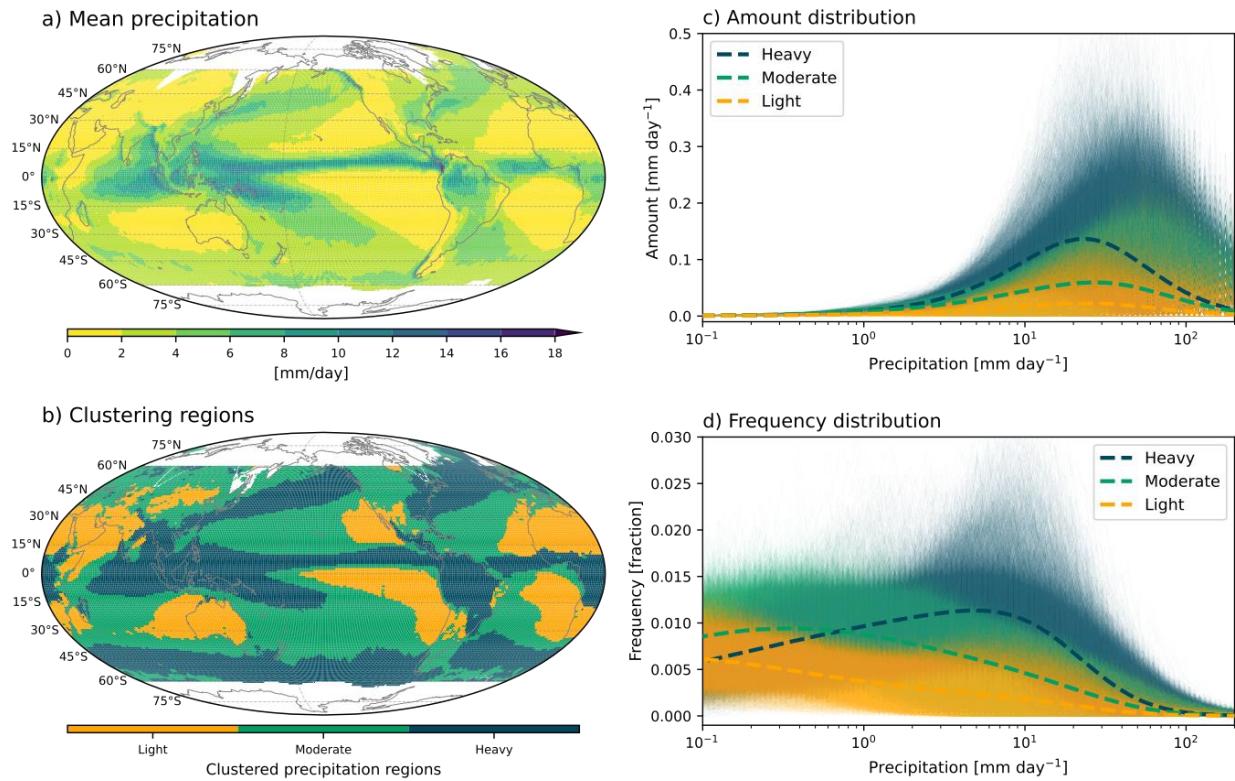 a) Mean precipitation
75°N
60°N
45°N
30°N
15°N
0°
15°S
30°S
45°S
60°S
75°S
0 2 4 6 8 10 12 14 16 18
[mm/day]
b) Clustering regions
75°N
60°N
45°N
30°N
15°N
0°
15°S
30°S
45°S
60°S
75°S
Light Moderate Heavy
Clustered precipitation regions
c) Amount distribution
Amount [mm day⁻¹]
0.5
0.4
0.3
0.2
0.1
0.0
Heavy
Moderate
Light
10⁻¹ 10⁰ 10¹ 10²
Precipitation [mm day⁻¹]
d) Frequency distribution
Frequency [fraction]
0.030
0.025
0.020
0.015
0.010
0.005
0.000
Heavy
Moderate
Light
10⁻¹ 10⁰ 10¹ 10²
Precipitation [mm day⁻¹]